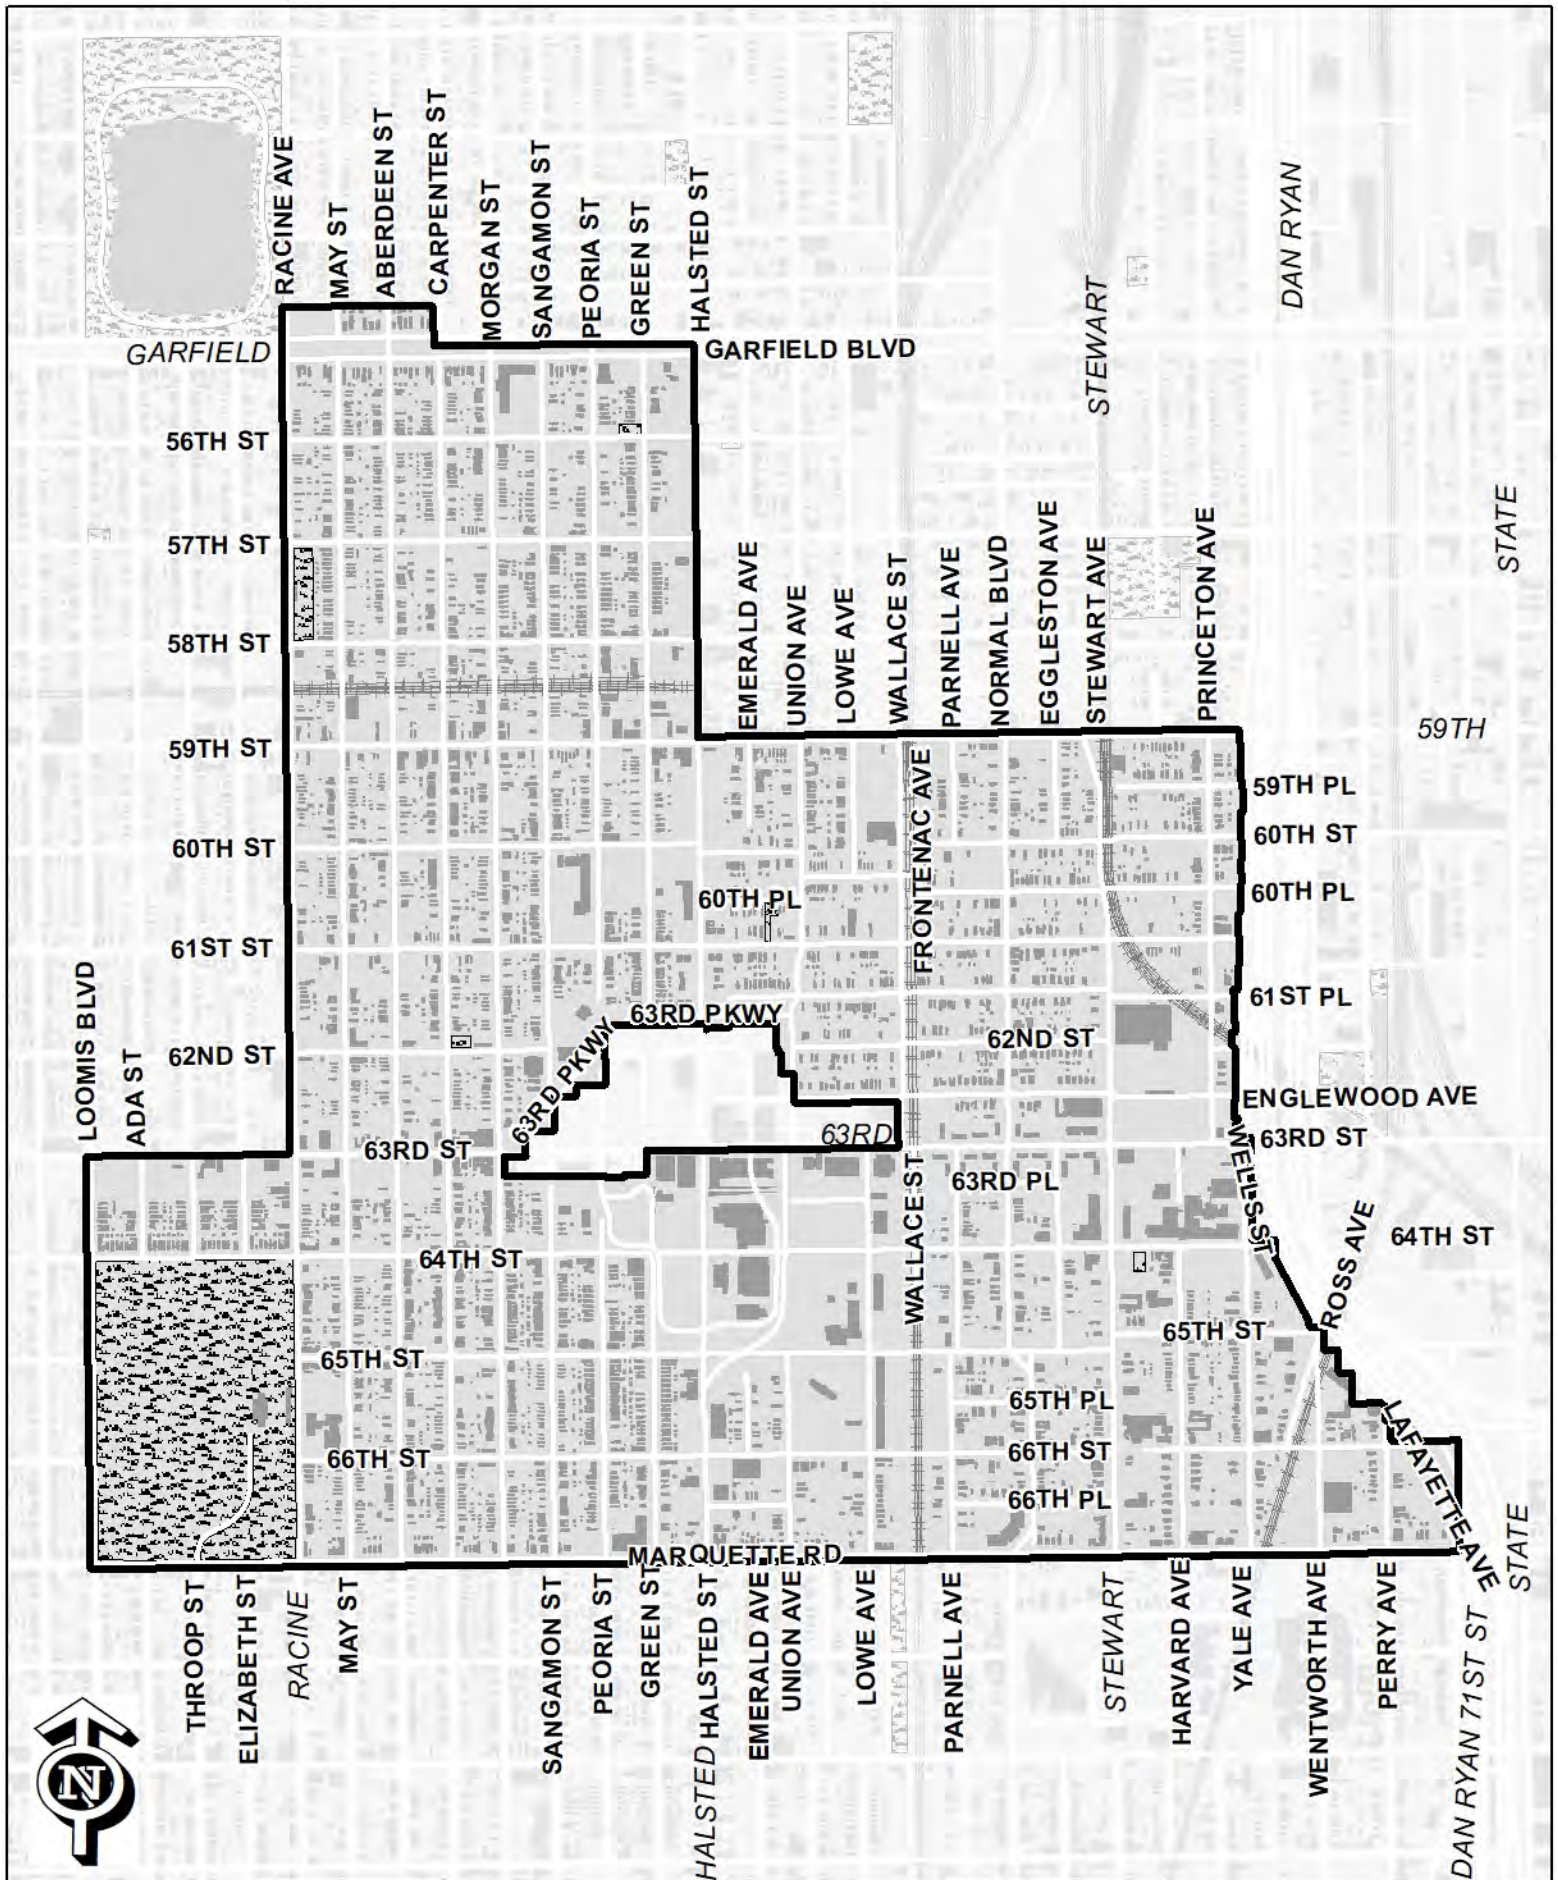 RACINE AVE
MAY ST
ABERDEEN ST
CARPENTER ST
MORGAN ST
SANGAMON ST
PEORIA ST
GREEN ST
HALSTED ST
STEWART
DAN RYAN
GARFIELD
GARFIELD BLVD
56TH ST
57TH ST
58TH ST
STATE
EMERALD AVE
UNION AVE
LOWE AVE
WALLACE ST
PARNELL AVE
NORMAL BLVD
EGGLESTON AVE
STEWART AVE
PRINCETON AVE
59TH
59TH ST
59TH PL
60TH ST
60TH ST
FRONTENAC AVE
60TH PL
60TH PL
61ST ST
61ST PL
LOOMIS BLVD
ADA ST
62ND ST
63RD PKWY
63RD PKWY
62ND ST
ENGLEWOOD AVE
63RD ST
63RD
63RD ST
WELLS ST
63RD PL
WALLACE ST
64TH ST
ROSS AVE
64TH ST
65TH ST
65TH ST
65TH PL
66TH ST
66TH ST
66TH PL
LAFAYETTE AVE
MARQUETTE RD
STATE
THROOP ST
ELIZABETH ST
RACINE
MAY ST
SANGAMON ST
PEORIA ST
GREEN ST
HALSTED
HALSTED ST
EMERALD AVE
UNION AVE
LOWE AVE
PARNELL AVE
STEWART
HARVARD AVE
YALE AVE
WENTWORTH AVE
PERRY AVE
DAN RYAN 71ST ST
N